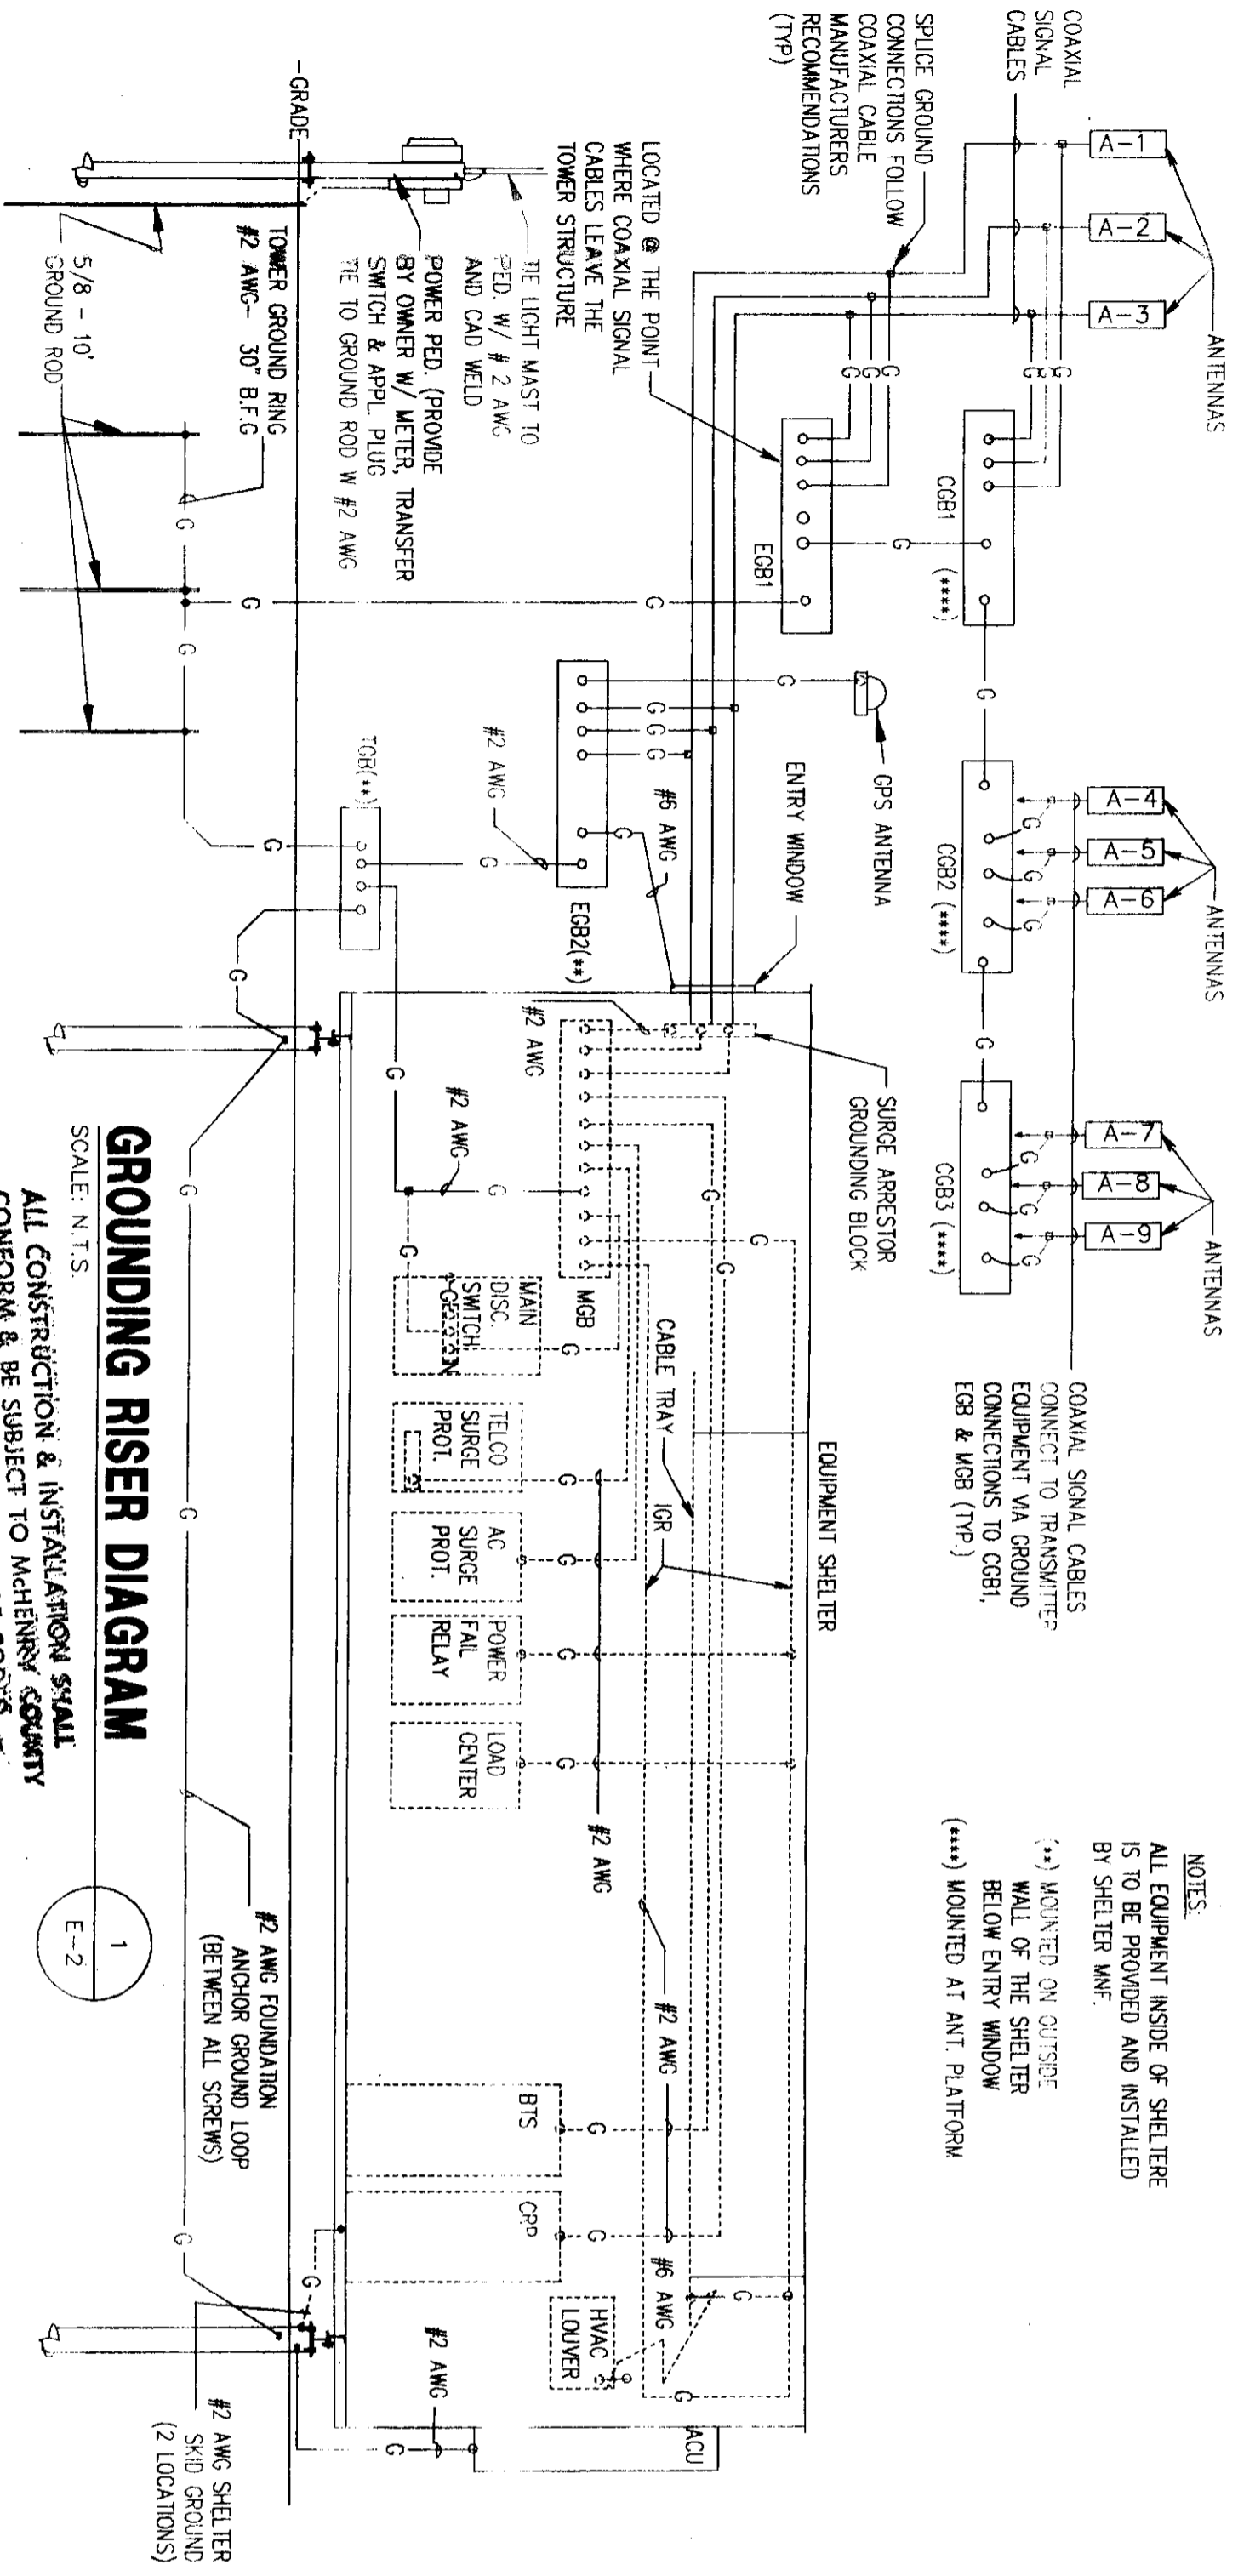 COAXIAL
SIGNAL
CABLES
A-1
A-2
A-3
ANTENNAS
A-4
A-5
A-6
ANTENNAS
A-7
A-8
A-9
ANTENNAS
SPLICE GROUND
CONNECTIONS FOLLOW
COAXIAL CABLE
MANUFACTURERS
RECOMMENDATIONS
(TYP)
G
G
G
G
G
G
CGB1
(****)
G
CGB2 (****)
G
G
G
G
CGB3 (****)
G
G
G
COAXIAL SIGNAL CABLES
CONNECT TO TRANSMITTER
EQUIPMENT VIA GROUND
CONNECTIONS TO CGB1,
EGB & MGB (TYP.)
NOTES:
ALL EQUIPMENT INSIDE OF SHELTERE
IS TO BE PROVIDED AND INSTALLED
BY SHELTER MNF.
(**) MOUNTED ON OUTSIDE
WALL OF THE SHELTER
BELOW ENTRY WINDOW
(****) MOUNTED AT ANT. PLATFORM
LOCATED @ THE POINT
WHERE COAXIAL SIGNAL
CABLES LEAVE THE
TOWER STRUCTURE
EGB1
G
G
G
GPS ANTENNA
G
G
G
ENTRY WINDOW
#6 AWG
G
EGB2(**)
#2 AWG
G
SURGE ARRESTOR
GROUNDING BLOCK
EQUIPMENT SHELTER
#2 AWG
MGB
G
G
G
CABLE TRAY
IGR
TIE LIGHT MAST TO
PED. W/ # 2 AWG
AND CAD WELD
POWER PED. (PROVIDE
BY OWNER W/ METER, TRANSFER
SWITCH & APPL. PLUG
TIE TO GROUND ROD W #2 AWG
-GRADE
TOWER GROUND RING
#2 AWG- 30" B.F.G
5/8 - 10'
GROUND ROD
G
G
G
TGB(**)
G
G
G
#2 AWG
G
G
MAIN
DISC.
SWITCH
G
TELCO
SURGE
PROT.
G
AC
SURGE
PROT.
G
POWER
FAIL
RELAY
G
LOAD
CENTER
G
#2 AWG
#2 AWG
BTS
G
CRP
G
#6 AWG
HVAC
LOUVER
G
G
ACU
#2 AWG
G
G
G
G
G
#2 AWG FOUNDATION
ANCHOR GROUND LOOP
(BETWEEN ALL SCREWS)
#2 AWG SHELTER
SKID GROUND
(2 LOCATIONS)
GROUNDING RISER DIAGRAM
SCALE: N.T.S.
1
E-2
ALL CONSTRUCTION & INSTALLATION SHALL
CONFORM & BE SUBJECT TO McHENRY COUNTY